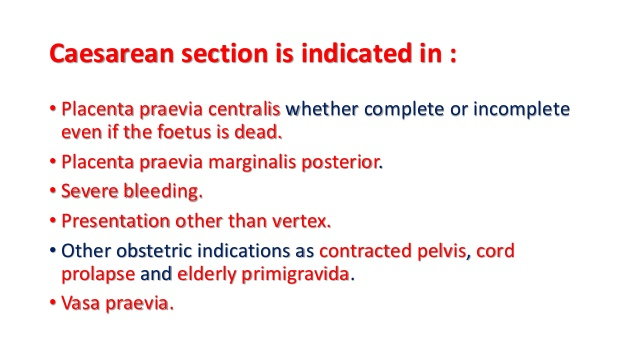 Caesarean section is indicated in :
• Placenta praevia centralis whether complete or incomplete
even if the foetus is dead.
• Placenta praevia marginalis posterior.
• Severe bleeding.
• Presentation other than vertex.
• Other obstetric indications as contracted pelvis, cord
prolapse and elderly primigravida.
• Vasa praevia.